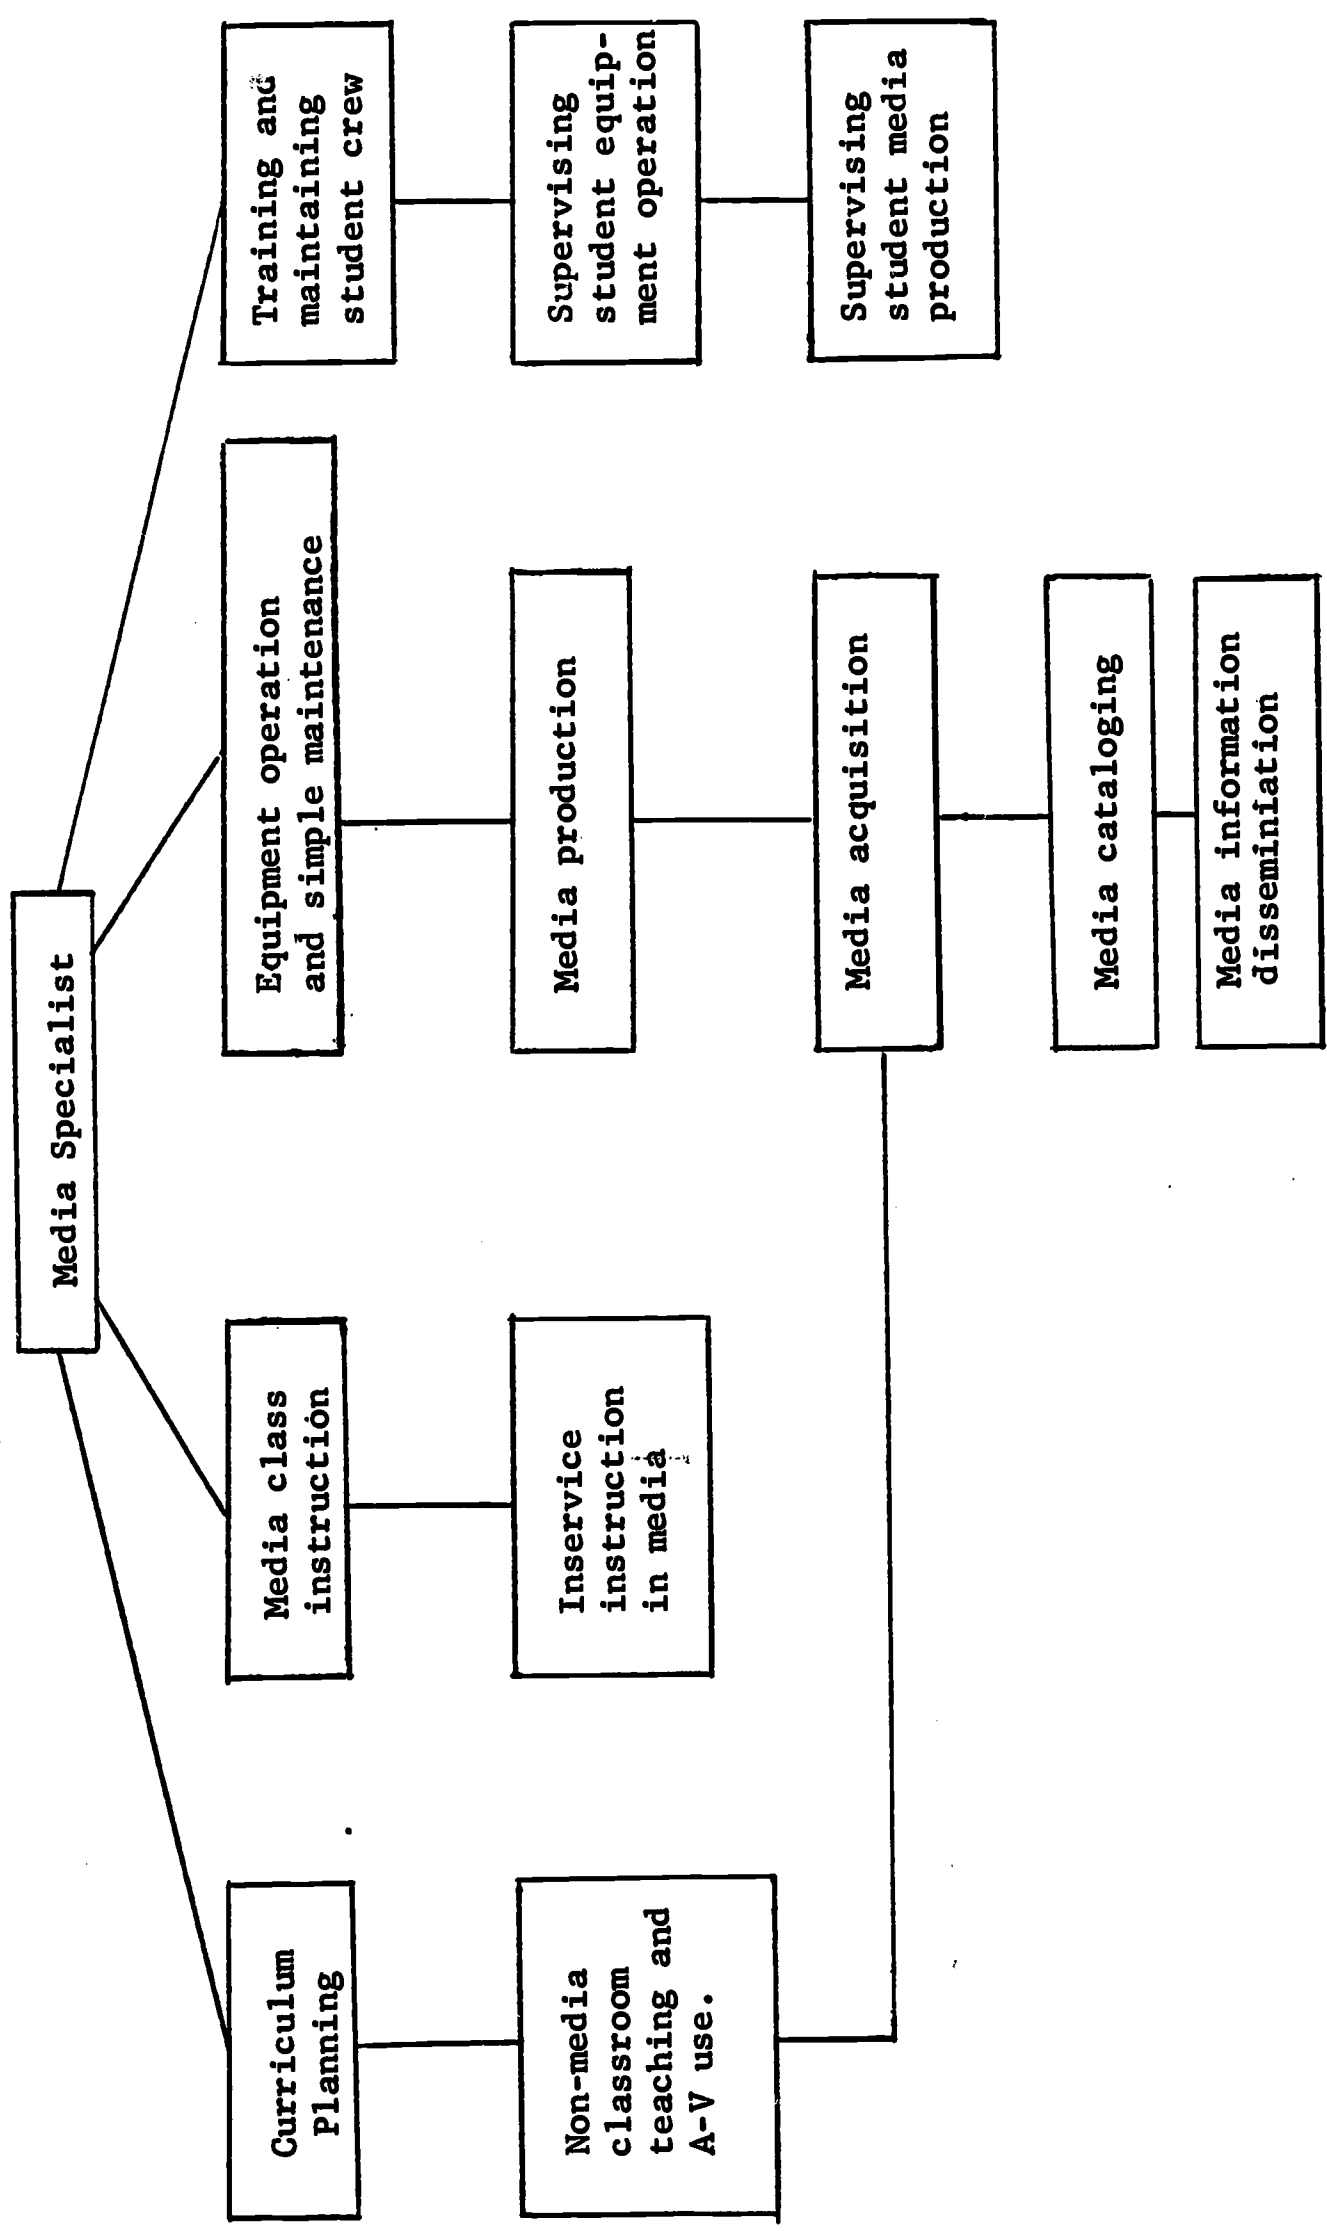 Media Specialist
Curriculum
Planning
Media class
instruction
Equipment operation
and simple maintenance
Training and
maintaining
student crew
Non-media
classroom
teaching and
A-V use.
Inservice
instruction
in media
Media production
Supervising
student equip-
ment operation
Media acquisition
Supervising
student media
production
Media cataloging
Media information
disseminiation